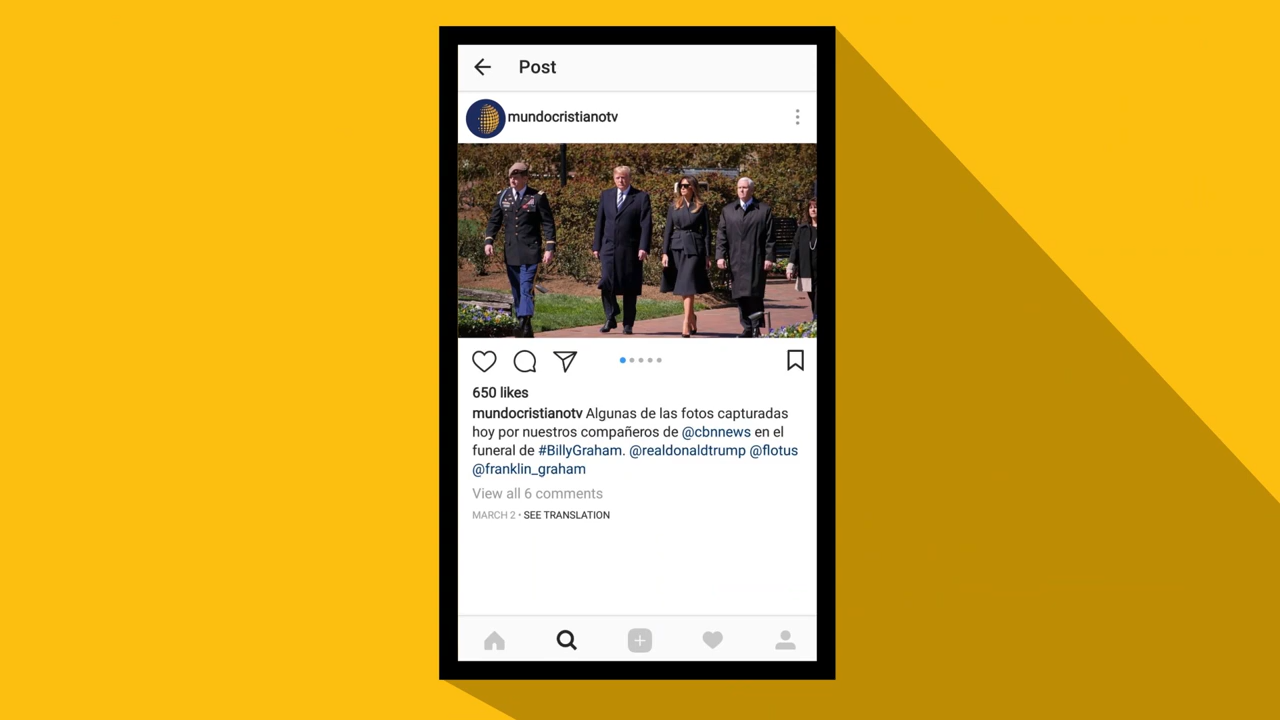 Post
mundocristianotv
650 likes
mundocristianotv Algunas de las fotos capturadas
hoy por nuestros compañeros de @cbnnews en el
funeral de #BillyGraham. @realdonaldtrump @flotus
@franklin_graham
View all 6 comments
MARCH 2 • SEE TRANSLATION